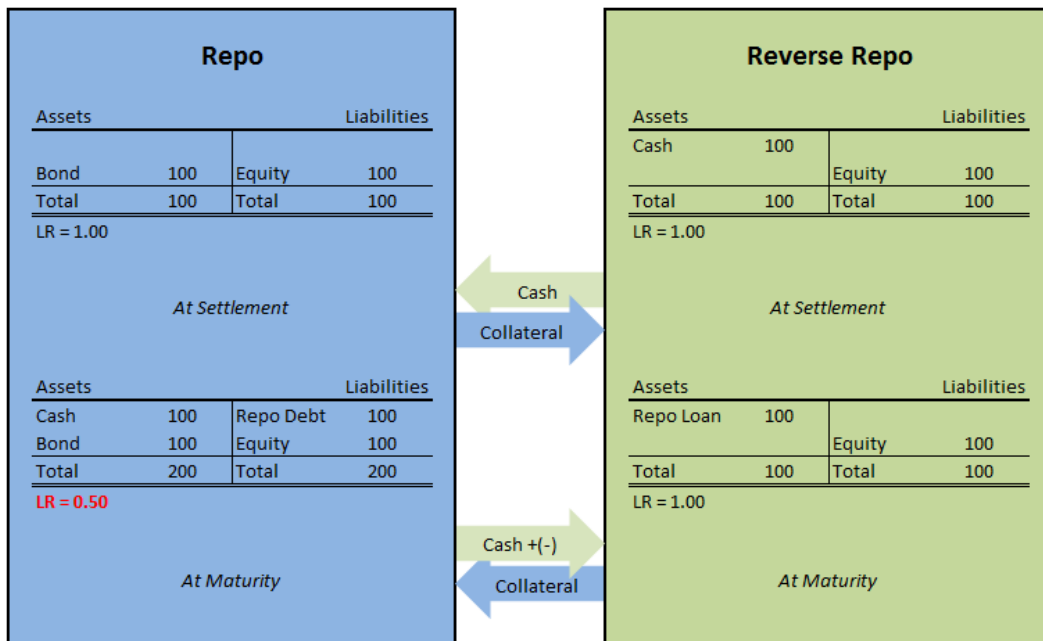 Repo
Assets Liabilities
Bond 100 Equity 100
Total 100 Total 100
LR = 1.00
At Settlement
Assets Liabilities
Cash 100 Repo Debt 100
Bond 100 Equity 100
Total 200 Total 200
LR = 0.50
At Maturity
Cash
Collateral
Cash +(-)
Collateral
Reverse Repo
Assets Liabilities
Cash 100
Equity 100
Total 100 Total 100
LR = 1.00
At Settlement
Assets Liabilities
Repo Loan 100
Equity 100
Total 100 Total 100
LR = 1.00
At Maturity